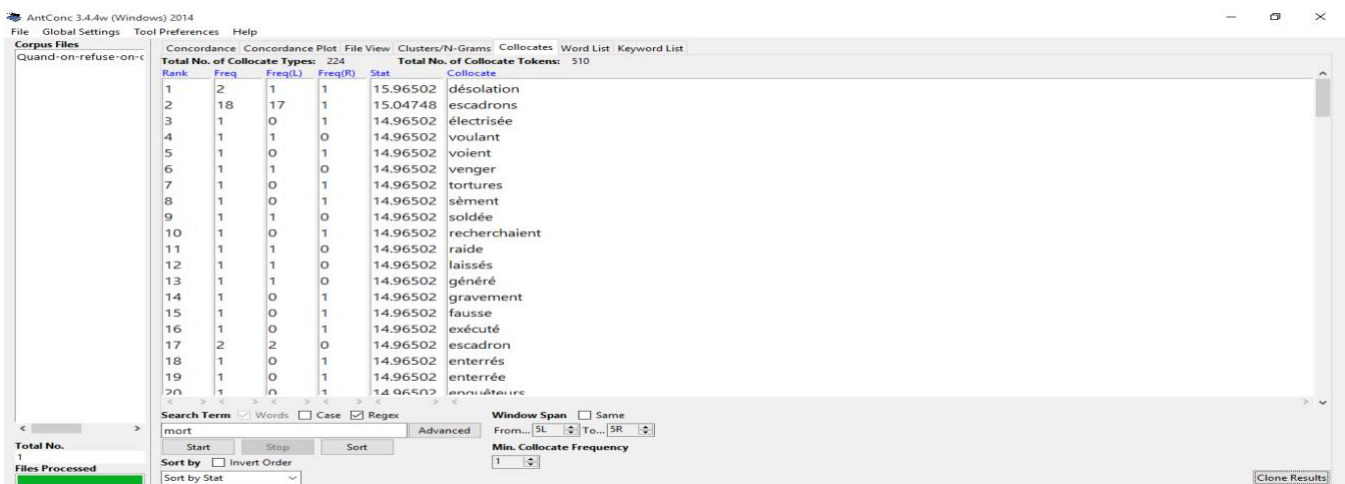 AntConc 3.4.4w (Windows) 2014
File Global Settings Tool Preferences Help
Corpus Files
Concordance Concordance Plot File View Clusters/N-Grams Collocates Word List Keyword List
Quand-on-refuse-on-c
Total No. of Collocate Types: 224 Total No. of Collocate Tokens: 510
Rank Freq Freq(L) Freq(R) Stat Collocate
1 2 1 1 15.96502 désolation
2 18 17 1 15.04748 escadrons
3 1 0 1 14.96502 électrisée
4 1 1 0 14.96502 voulant
5 1 0 1 14.96502 voient
6 1 1 0 14.96502 venger
7 1 0 1 14.96502 tortures
8 1 0 1 14.96502 sèment
9 1 1 0 14.96502 soldée
10 1 0 1 14.96502 recherchaient
11 1 1 0 14.96502 raide
12 1 1 0 14.96502 laissés
13 1 1 0 14.96502 généré
14 1 0 1 14.96502 gravement
15 1 0 1 14.96502 fausse
16 1 0 1 14.96502 exécuté
17 2 2 0 14.96502 escadron
18 1 0 1 14.96502 enterrés
19 1 0 1 14.96502 enterrée
20 1 0 1 14.96502 enquêteurs
Search Term Words Case Regex Window Span Same
mort Advanced From... 5L To... 5R
Start Stop Sort Min. Collocate Frequency
Sort by Invert Order 1
Sort by Stat
Total No.
1
Files Processed
Clone Results